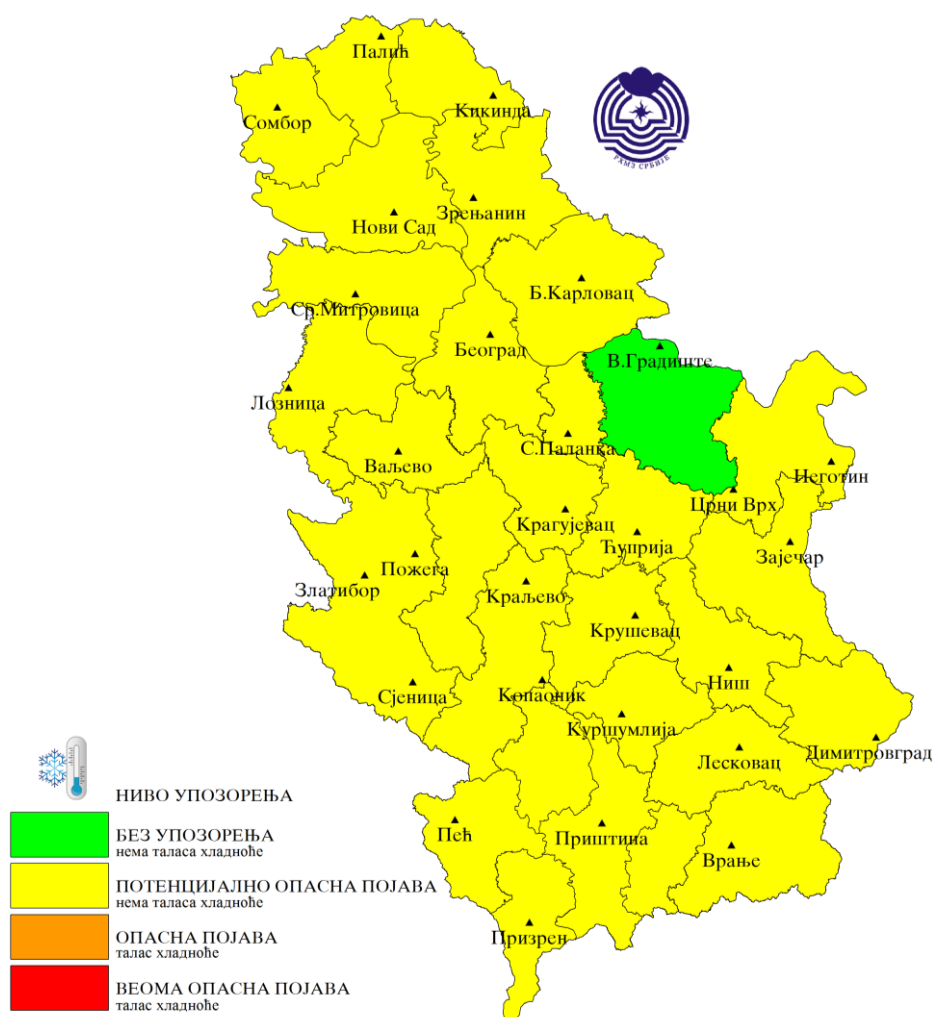 Палић
Кикинда
Сомбор
Зрењанин
Нови Сад
РХМЗ СРБИЈЕ
Б.Карловац
Ср.Митровица
Београд
В.Градиште
Лозница
С.Паланка
Ваљево
Неготин
Црни Врх
Крагујевац
Ћуприја
Зајечар
Пожега
Златибор
Краљево
Крушевац
Ниш
Сјеница
Копаоник
Куршумлија
Димитровград
Лесковац
Пећ
Приштина
Врање
Призрен
НИВО УПОЗОРЕЊА
БЕЗ УПОЗОРЕЊА
нема таласа хладноће
ПОТЕНЦИЈАЛНО ОПАСНА ПОЈАВА
нема таласа хладноће
ОПАСНА ПОЈАВА
талас хладноће
ВЕОМА ОПАСНА ПОЈАВА
талас хладноће